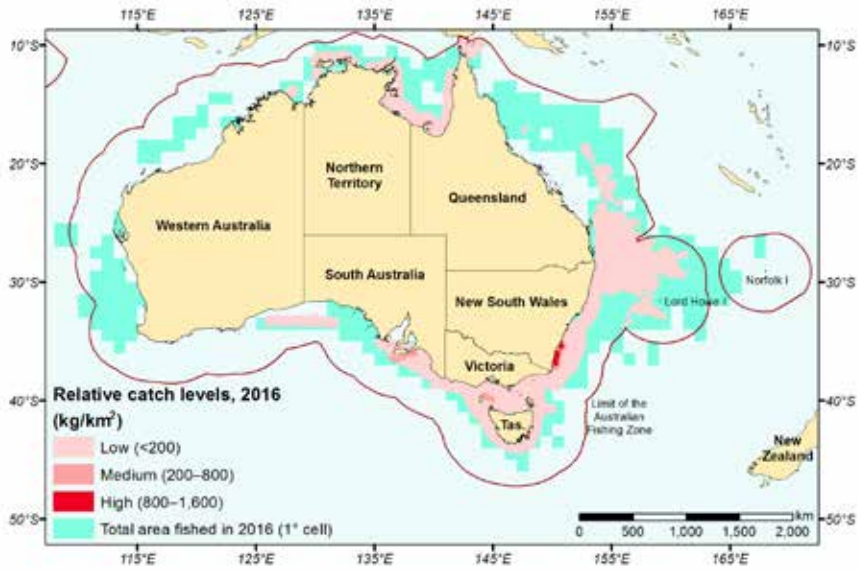 115°E 125°E 135°E 145°E 155°E 165°E
10°S 10°S
20°S 20°S
30°S 30°S
40°S 40°S
50°S 50°S
Northern
Territory
Queensland
Western Australia
South Australia
New South Wales
Lord Howe I
Norfolk I
Victoria
Tas.
Limit of the
Australian
Fishing Zone
New
Zealand
Relative catch levels, 2016
(kg/km²)
Low (<200)
Medium (200–800)
High (800–1,600)
Total area fished in 2016 (1° cell)
km
0 500 1,000 1,500 2,000
115°E 125°E 135°E 145°E 155°E 165°E